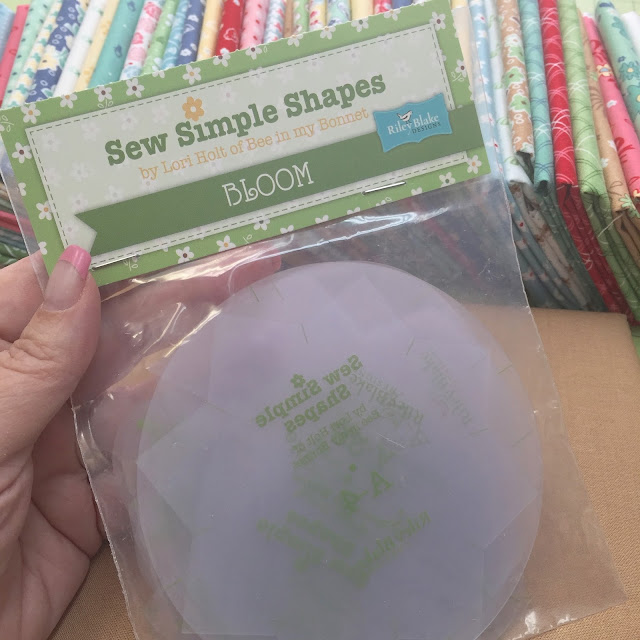 Sew Simple Shapes
by Lori Holt of Bee in my Bonnet
Riley Blake
DESIGNS
BLOOM
Sew Simple
Shapes